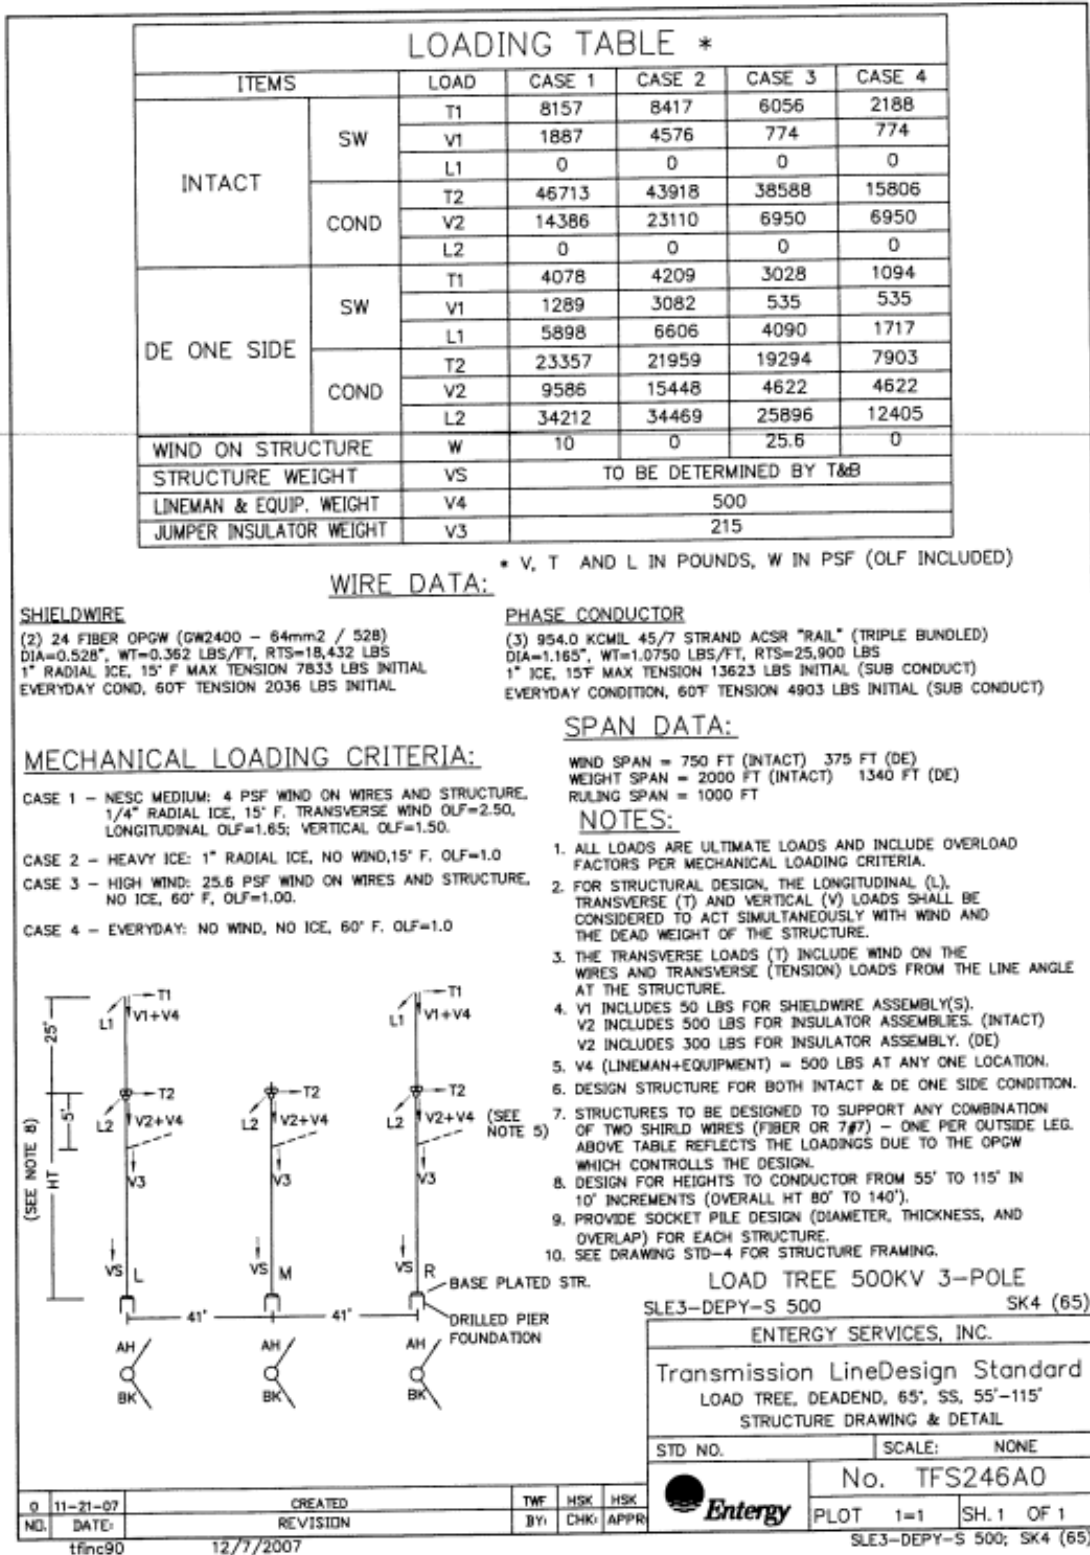 LOADING TABLE *
ITEMS LOAD CASE 1 CASE 2 CASE 3 CASE 4
INTACT SW T1 8157 8417 6056 2188
V1 1887 4576 774 774
L1 0 0 0 0
COND T2 46713 43918 38588 15806
V2 14386 23110 6950 6950
L2 0 0 0 0
DE ONE SIDE SW T1 4078 4209 3028 1094
V1 1289 3082 535 535
L1 5898 6606 4090 1717
COND T2 23357 21959 19294 7903
V2 9586 15448 4622 4622
L2 34212 34469 25896 12405
WIND ON STRUCTURE W 10 0 25.6 0
STRUCTURE WEIGHT VS TO BE DETERMINED BY T&B
LINEMAN & EQUIP. WEIGHT V4 500
JUMPER INSULATOR WEIGHT V3 215
* V, T AND L IN POUNDS, W IN PSF (OLF INCLUDED)
WIRE DATA:
SHIELDWIRE
(2) 24 FIBER OPGW (GW2400 - 64mm2 / 528)
DIA=0.528", WT=0.362 LBS/FT, RTS=18,432 LBS
1" RADIAL ICE, 15° F MAX TENSION 7833 LBS INITIAL
EVERYDAY COND, 60°F TENSION 2036 LBS INITIAL
PHASE CONDUCTOR
(3) 954.0 KCMIL 45/7 STRAND ACSR "RAIL" (TRIPLE BUNDLED)
DIA=1.165", WT=1.0750 LBS/FT, RTS=25,900 LBS
1" ICE, 15°F MAX TENSION 13623 LBS INITIAL (SUB CONDUCT)
EVERYDAY CONDITION, 60°F TENSION 4903 LBS INITIAL (SUB CONDUCT)
SPAN DATA:
WIND SPAN = 750 FT (INTACT) 375 FT (DE)
WEIGHT SPAN = 2000 FT (INTACT) 1340 FT (DE)
RULING SPAN = 1000 FT
MECHANICAL LOADING CRITERIA:
CASE 1 - NESC MEDIUM: 4 PSF WIND ON WIRES AND STRUCTURE,
1/4" RADIAL ICE, 15° F. TRANSVERSE WIND OLF=2.50,
LONGITUDINAL OLF=1.65; VERTICAL OLF=1.50.
CASE 2 - HEAVY ICE: 1" RADIAL ICE, NO WIND,15° F. OLF=1.0
CASE 3 - HIGH WIND: 25.6 PSF WIND ON WIRES AND STRUCTURE,
NO ICE, 60° F, OLF=1.00.
CASE 4 - EVERYDAY: NO WIND, NO ICE, 60° F. OLF=1.0
NOTES:
1. ALL LOADS ARE ULTIMATE LOADS AND INCLUDE OVERLOAD
FACTORS PER MECHANICAL LOADING CRITERIA.
2. FOR STRUCTURAL DESIGN, THE LONGITUDINAL (L),
TRANSVERSE (T) AND VERTICAL (V) LOADS SHALL BE
CONSIDERED TO ACT SIMULTANEOUSLY WITH WIND AND
THE DEAD WEIGHT OF THE STRUCTURE.
3. THE TRANSVERSE LOADS (T) INCLUDE WIND ON THE
WIRES AND TRANSVERSE (TENSION) LOADS FROM THE LINE ANGLE
AT THE STRUCTURE.
4. V1 INCLUDES 50 LBS FOR SHIELDWIRE ASSEMBLY(S).
V2 INCLUDES 500 LBS FOR INSULATOR ASSEMBLIES. (INTACT)
V2 INCLUDES 300 LBS FOR INSULATOR ASSEMBLY. (DE)
5. V4 (LINEMAN+EQUIPMENT) = 500 LBS AT ANY ONE LOCATION.
6. DESIGN STRUCTURE FOR BOTH INTACT & DE ONE SIDE CONDITION.
7. STRUCTURES TO BE DESIGNED TO SUPPORT ANY COMBINATION
OF TWO SHIRLD WIRES (FIBER OR 7#7) - ONE PER OUTSIDE LEG.
ABOVE TABLE REFLECTS THE LOADINGS DUE TO THE OPGW
WHICH CONTROLLS THE DESIGN.
8. DESIGN FOR HEIGHTS TO CONDUCTOR FROM 55' TO 115' IN
10' INCREMENTS (OVERALL HT 80' TO 140').
9. PROVIDE SOCKET PILE DESIGN (DIAMETER, THICKNESS, AND
OVERLAP) FOR EACH STRUCTURE.
10. SEE DRAWING STD-4 FOR STRUCTURE FRAMING.
T1 T1
L1 V1+V4 L1 V1+V4
25'
T2 T2 T2
L2 V2+V4 L2 V2+V4 L2 V2+V4 (SEE
NOTE 5)
5'
(SEE NOTE 8)
HT
V3 V3 V3
VS L VS M VS R
BASE PLATED STR.
41' 41'
DRILLED PIER
FOUNDATION
AH AH AH
BK BK BK
LOAD TREE 500KV 3-POLE
SLE3-DEPY-S 500 SK4 (65)
ENTERGY SERVICES, INC.
Transmission LineDesign Standard
LOAD TREE, DEADEND, 65°, SS, 55'-115'
STRUCTURE DRAWING & DETAIL
STD NO. SCALE: NONE
Entergy
No. TFS246A0
PLOT 1=1 SH. 1 OF 1
0 11-21-07 CREATED TWF HSK HSK
NO. DATE: REVISION BY: CHK: APPR
tfinc90 12/7/2007
SLE3-DEPY-S 500; SK4 (65)